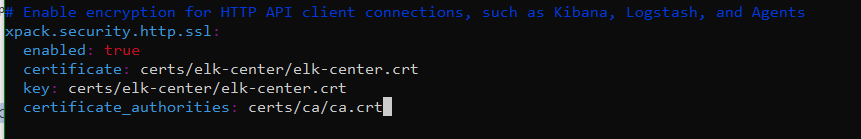 # Enable encryption for HTTP API client connections, such as Kibana, Logstash, and Agents
xpack.security.http.ssl:
  enabled: true
  certificate: certs/elk-center/elk-center.crt
  key: certs/elk-center/elk-center.crt
  certificate_authorities: certs/ca/ca.crt